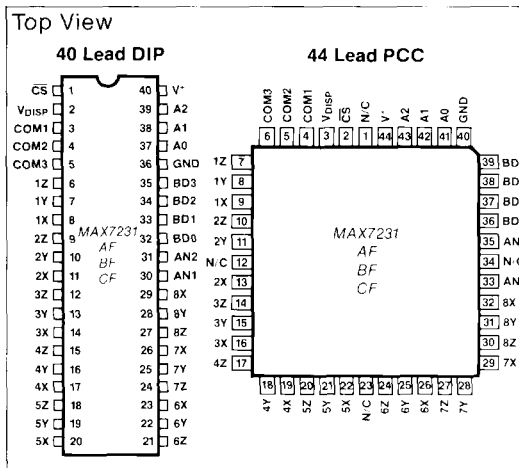 Top View
40 Lead DIP
C̅S̅ 1 40 V⁺
VDISP 2 39 A2
COM1 3 38 A1
COM2 4 37 A0
COM3 5 36 GND
1Z 6 35 BD3
1Y 7 34 BD2
1X 8 33 BD1
2Z 9 32 BD0
2Y 10 31 AN2
2X 11 30 AN1
3Z 12 29 8X
3Y 13 28 8Y
3X 14 27 8Z
4Z 15 26 7X
4Y 16 25 7Y
4X 17 24 7Z
5Z 18 23 6X
5Y 19 22 6Y
5X 20 21 6Z
MAX7231
AF
BF
CF
44 Lead PCC
COM3 COM2 COM1 VDISP C̅S̅ N/C V⁺ A2 A1 A0 GND
6 5 4 3 2 1 44 43 42 41 40
1Z 7 39 BD
1Y 8 38 BD
1X 9 37 BD
2Z 10 36 BD
2Y 11 35 AN
N/C 12 34 N/
2X 13 33 AN
3Z 14 32 8X
3Y 15 31 8Y
3X 16 30 8Z
4Z 17 29 7X
MAX7231
AF
BF
CF
18 19 20 21 22 23 24 25 26 27 28
4Y 4X 5Z 5Y 5X N/C 6Z 6Y 6X 7Z 7Y